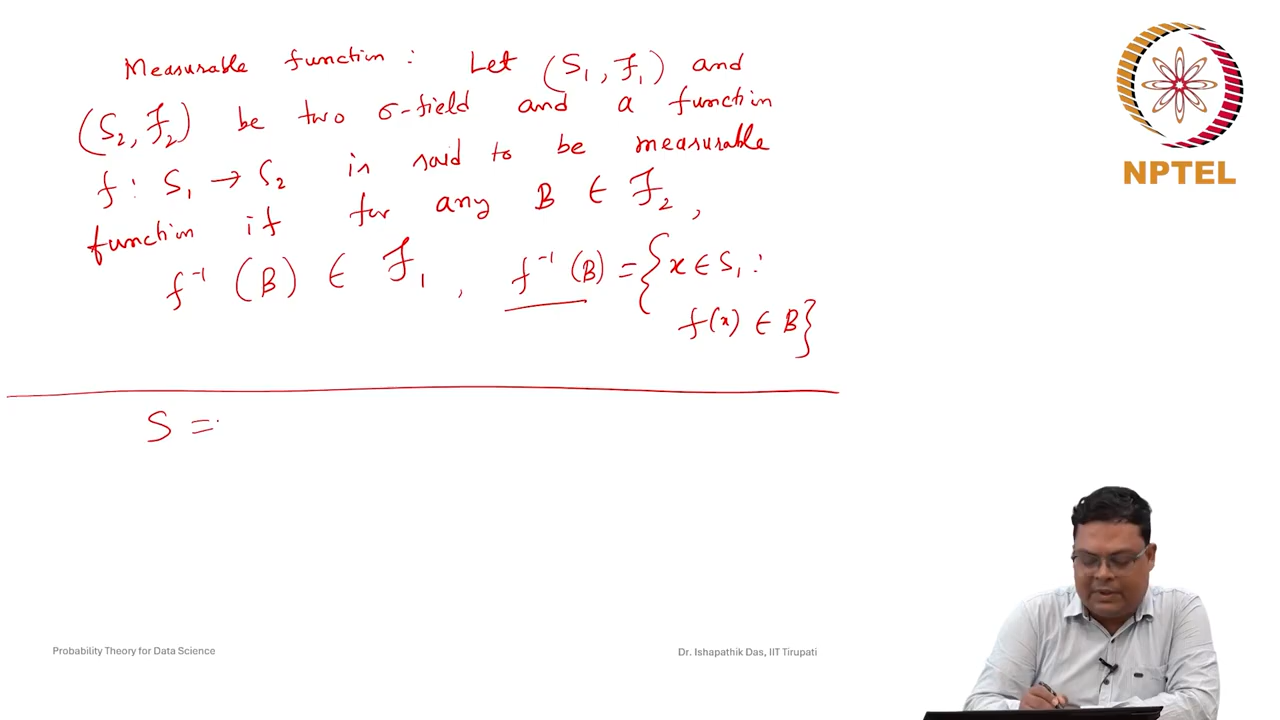 Measurable function : Let (S₁, ℱ₁) and
(S₂, ℱ₂) be two σ-field and a function
f : S₁ → S₂ is said to be measurable
function if for any B ∈ ℱ₂ ,
f⁻¹ (B) ∈ ℱ₁ , f⁻¹ (B) = { x ∈ S₁ :
f(x) ∈ B }
S =
NPTEL
Probability Theory for Data Science
Dr. Ishapathik Das, IIT Tirupati